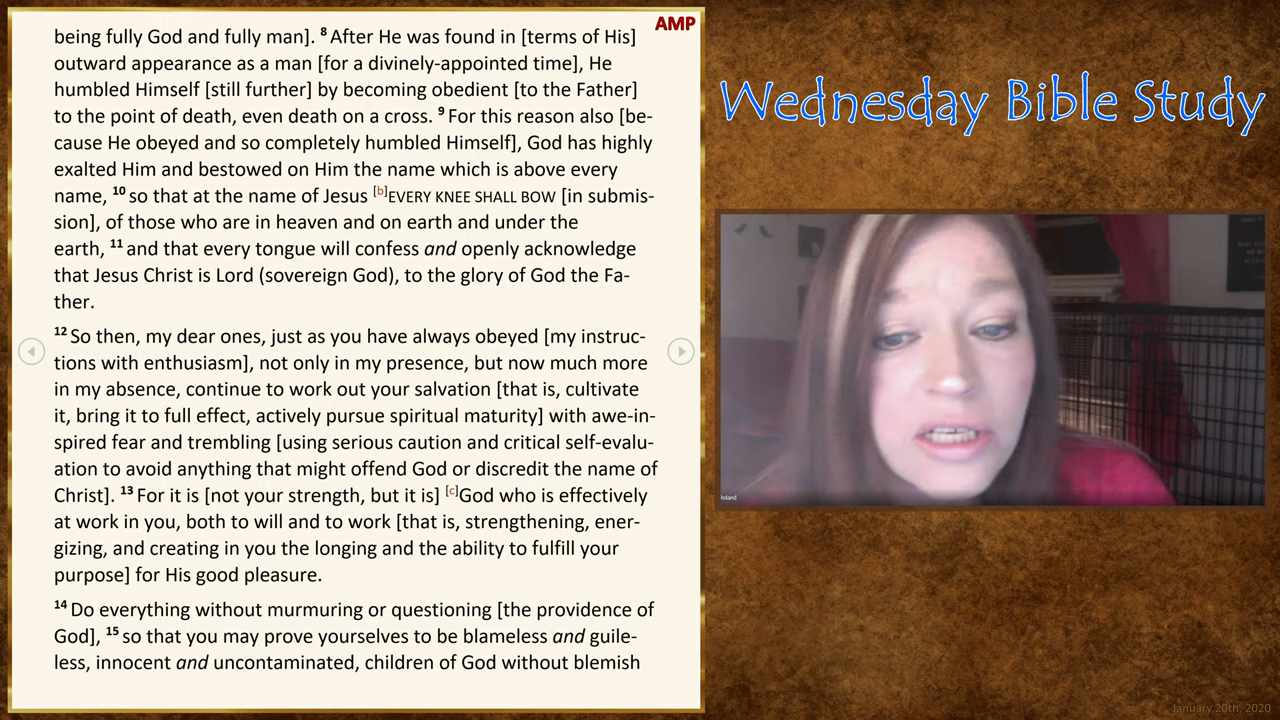 AMP
being fully God and fully man]. 8 After He was found in [terms of His]
outward appearance as a man [for a divinely-appointed time], He
humbled Himself [still further] by becoming obedient [to the Father]
to the point of death, even death on a cross. 9 For this reason also [be-
cause He obeyed and so completely humbled Himself], God has highly
exalted Him and bestowed on Him the name which is above every
name, 10 so that at the name of Jesus [b]EVERY KNEE SHALL BOW [in submis-
sion], of those who are in heaven and on earth and under the
earth, 11 and that every tongue will confess and openly acknowledge
that Jesus Christ is Lord (sovereign God), to the glory of God the Fa-
ther.
12 So then, my dear ones, just as you have always obeyed [my instruc-
tions with enthusiasm], not only in my presence, but now much more
in my absence, continue to work out your salvation [that is, cultivate
it, bring it to full effect, actively pursue spiritual maturity] with awe-in-
spired fear and trembling [using serious caution and critical self-evalu-
ation to avoid anything that might offend God or discredit the name of
Christ]. 13 For it is [not your strength, but it is] [c]God who is effectively
at work in you, both to will and to work [that is, strengthening, ener-
gizing, and creating in you the longing and the ability to fulfill your
purpose] for His good pleasure.
14 Do everything without murmuring or questioning [the providence of
God], 15 so that you may prove yourselves to be blameless and guile-
less, innocent and uncontaminated, children of God without blemish
Wednesday Bible Study
Roland
January 20th, 2020